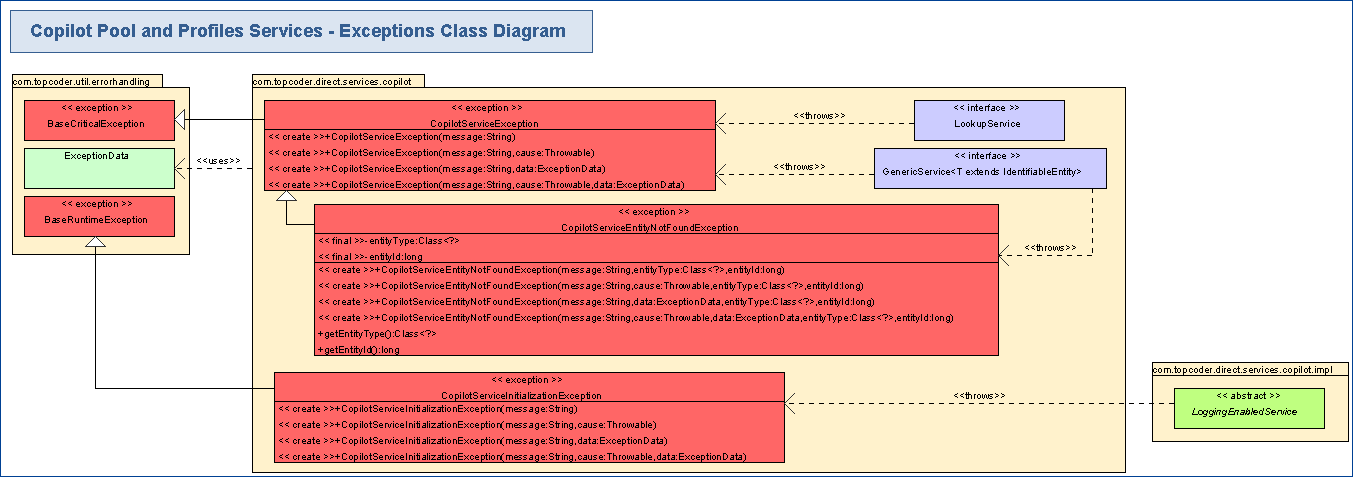 Copilot Pool and Profiles Services - Exceptions Class Diagram
com.topcoder.util.errorhandling
<< exception >>
BaseCriticalException
ExceptionData
<< exception >>
BaseRuntimeException
<<uses>>
com.topcoder.direct.services.copilot
<< exception >>
CopilotServiceException
<< create >>+CopilotServiceException(message:String)
<< create >>+CopilotServiceException(message:String,cause:Throwable)
<< create >>+CopilotServiceException(message:String,data:ExceptionData)
<< create >>+CopilotServiceException(message:String,cause:Throwable,data:ExceptionData)
<<throws>>
<< interface >>
LookupService
<<throws>>
<< interface >>
GenericService<T extends IdentifiableEntity>
<< exception >>
CopilotServiceEntityNotFoundException
<< final >>-entityType:Class<?>
<< final >>-entityId:long
<< create >>+CopilotServiceEntityNotFoundException(message:String,entityType:Class<?>,entityId:long)
<< create >>+CopilotServiceEntityNotFoundException(message:String,cause:Throwable,entityType:Class<?>,entityId:long)
<< create >>+CopilotServiceEntityNotFoundException(message:String,data:ExceptionData,entityType:Class<?>,entityId:long)
<< create >>+CopilotServiceEntityNotFoundException(message:String,cause:Throwable,data:ExceptionData,entityType:Class<?>,entityId:long)
+getEntityType():Class<?>
+getEntityId():long
<<throws>>
<< exception >>
CopilotServiceInitializationException
<< create >>+CopilotServiceInitializationException(message:String)
<< create >>+CopilotServiceInitializationException(message:String,cause:Throwable)
<< create >>+CopilotServiceInitializationException(message:String,data:ExceptionData)
<< create >>+CopilotServiceInitializationException(message:String,cause:Throwable,data:ExceptionData)
<<throws>>
com.topcoder.direct.services.copilot.impl
<< abstract >>
LoggingEnabledService